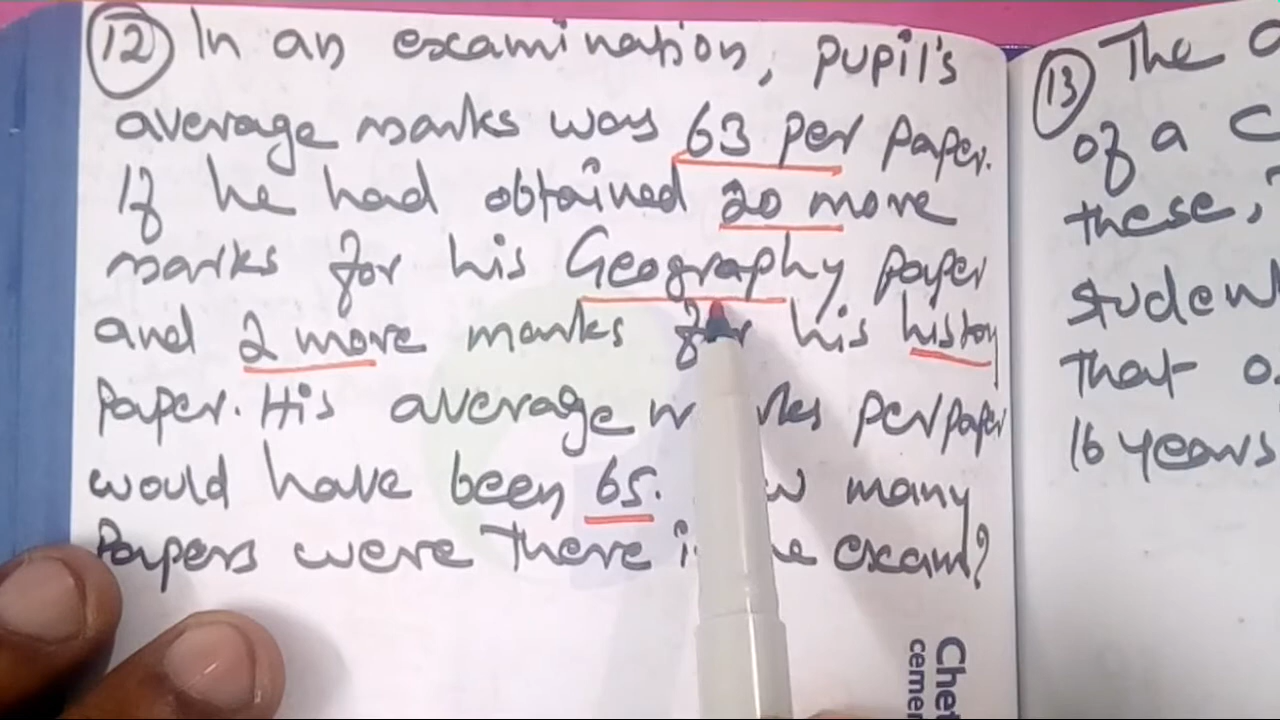 12 In an examination, pupil's
average marks was 63 per paper.
If he had obtained 20 more
marks for his Geography paper
and 2 more marks his history
paper. His average per paper
would have been 65. many
Papers were there exam?
13 The
of a
these,
student
that
16 years
Chet
cemen